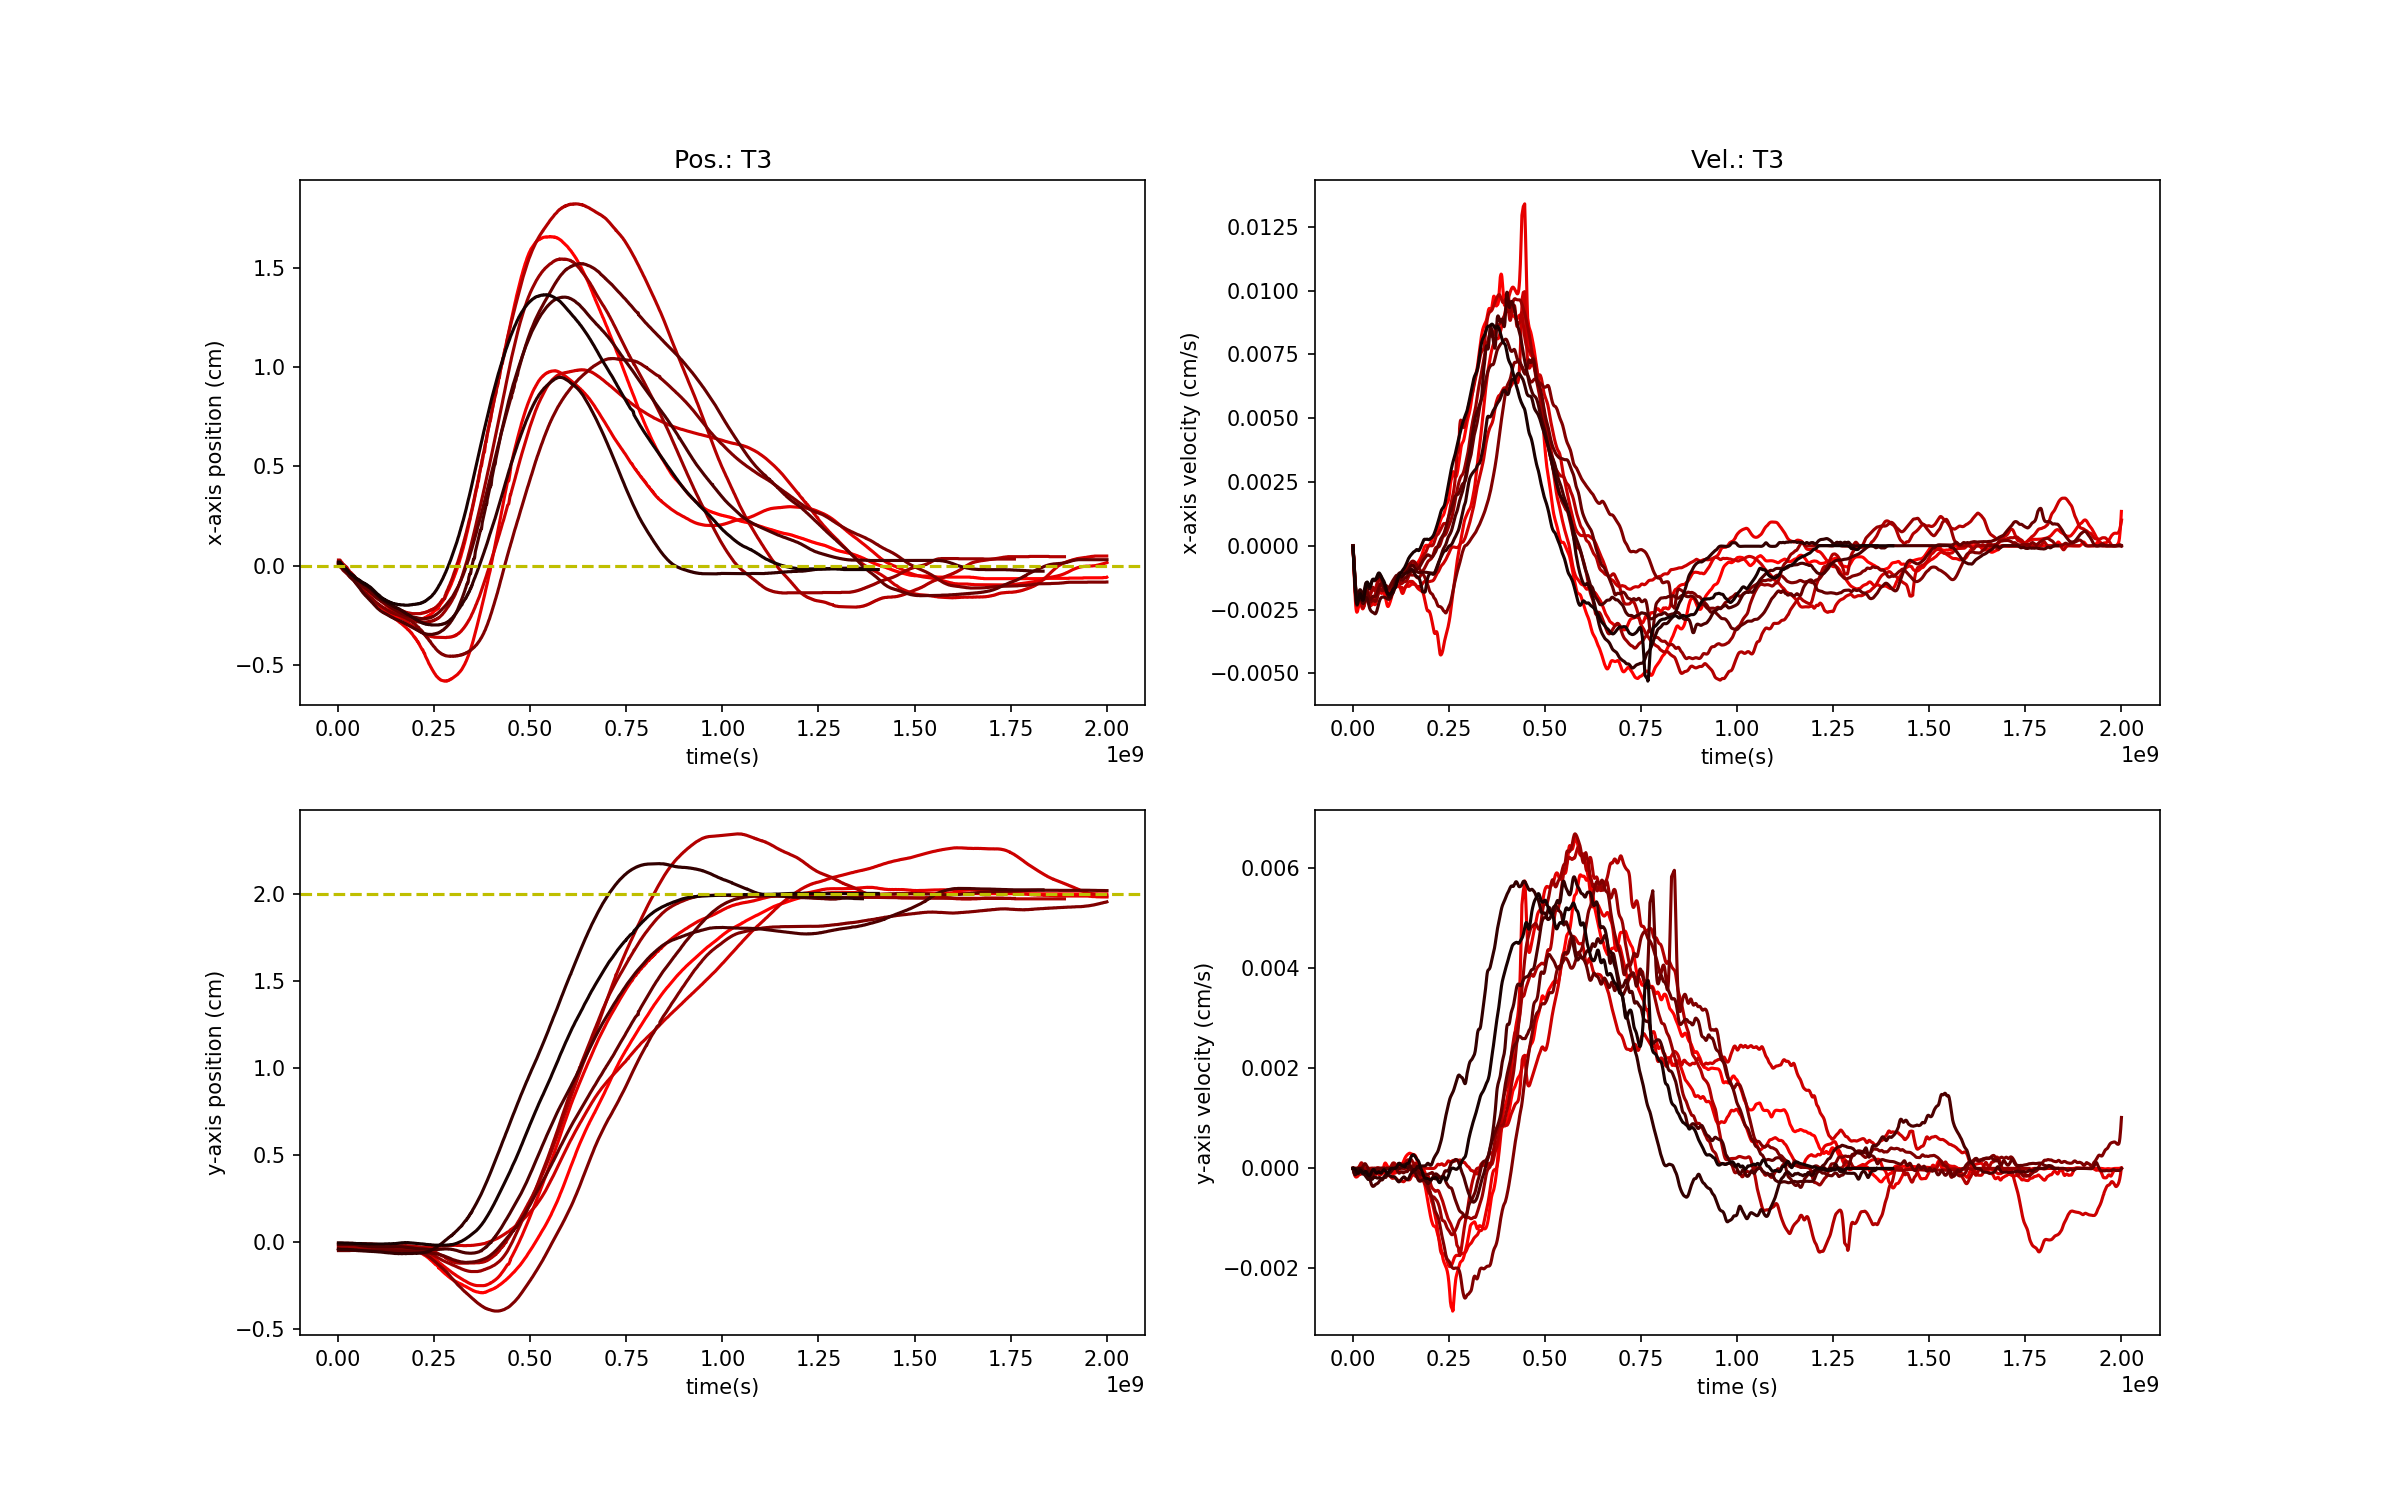 Pos.: T3
x-axis position (cm)
1.5
1.0
0.5
0.0
−0.5
0.00 0.25 0.50 0.75 1.00 1.25 1.50 1.75 2.00
time(s)
1e9
Vel.: T3
x-axis velocity (cm/s)
0.0125
0.0100
0.0075
0.0050
0.0025
0.0000
−0.0025
−0.0050
0.00 0.25 0.50 0.75 1.00 1.25 1.50 1.75 2.00
time(s)
1e9
y-axis position (cm)
2.0
1.5
1.0
0.5
0.0
−0.5
0.00 0.25 0.50 0.75 1.00 1.25 1.50 1.75 2.00
time(s)
1e9
y-axis velocity (cm/s)
0.006
0.004
0.002
0.000
−0.002
0.00 0.25 0.50 0.75 1.00 1.25 1.50 1.75 2.00
time (s)
1e9